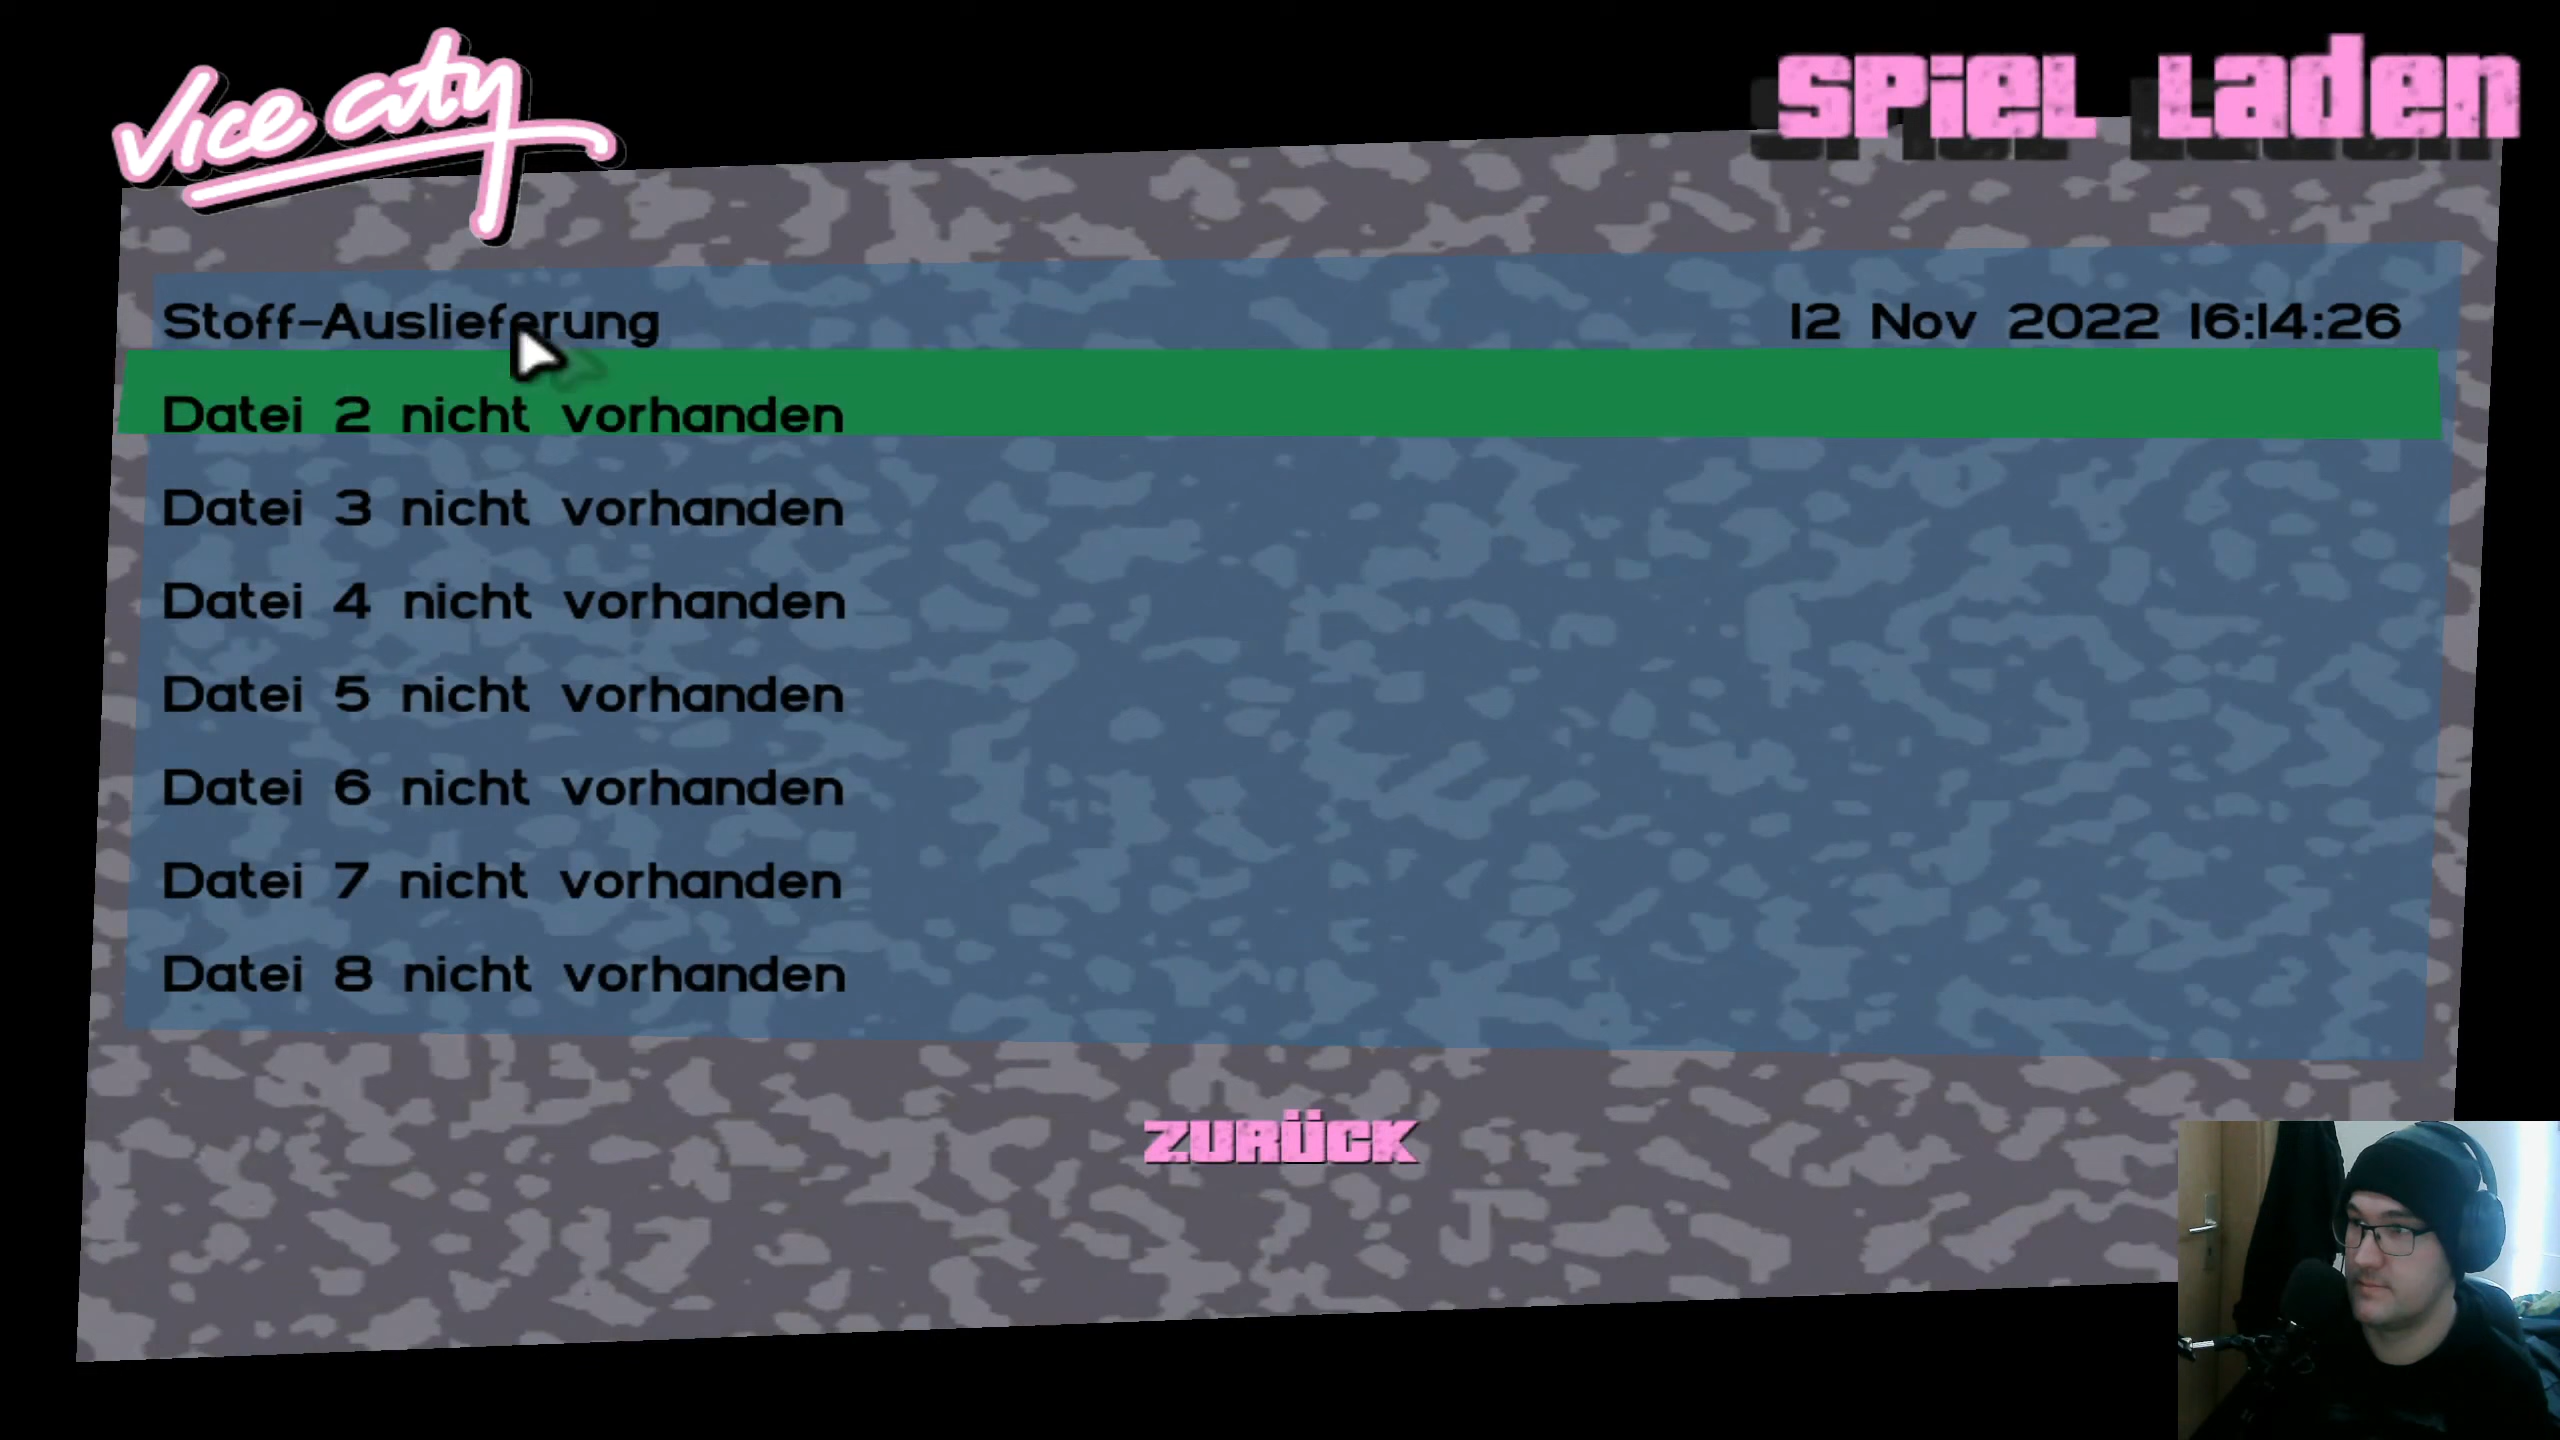 Vice City
SPIEL LADEN
Stoff-Auslieferung 12 Nov 2022 16:14:26
Datei 2 nicht vorhanden
Datei 3 nicht vorhanden
Datei 4 nicht vorhanden
Datei 5 nicht vorhanden
Datei 6 nicht vorhanden
Datei 7 nicht vorhanden
Datei 8 nicht vorhanden
ZURÜCK